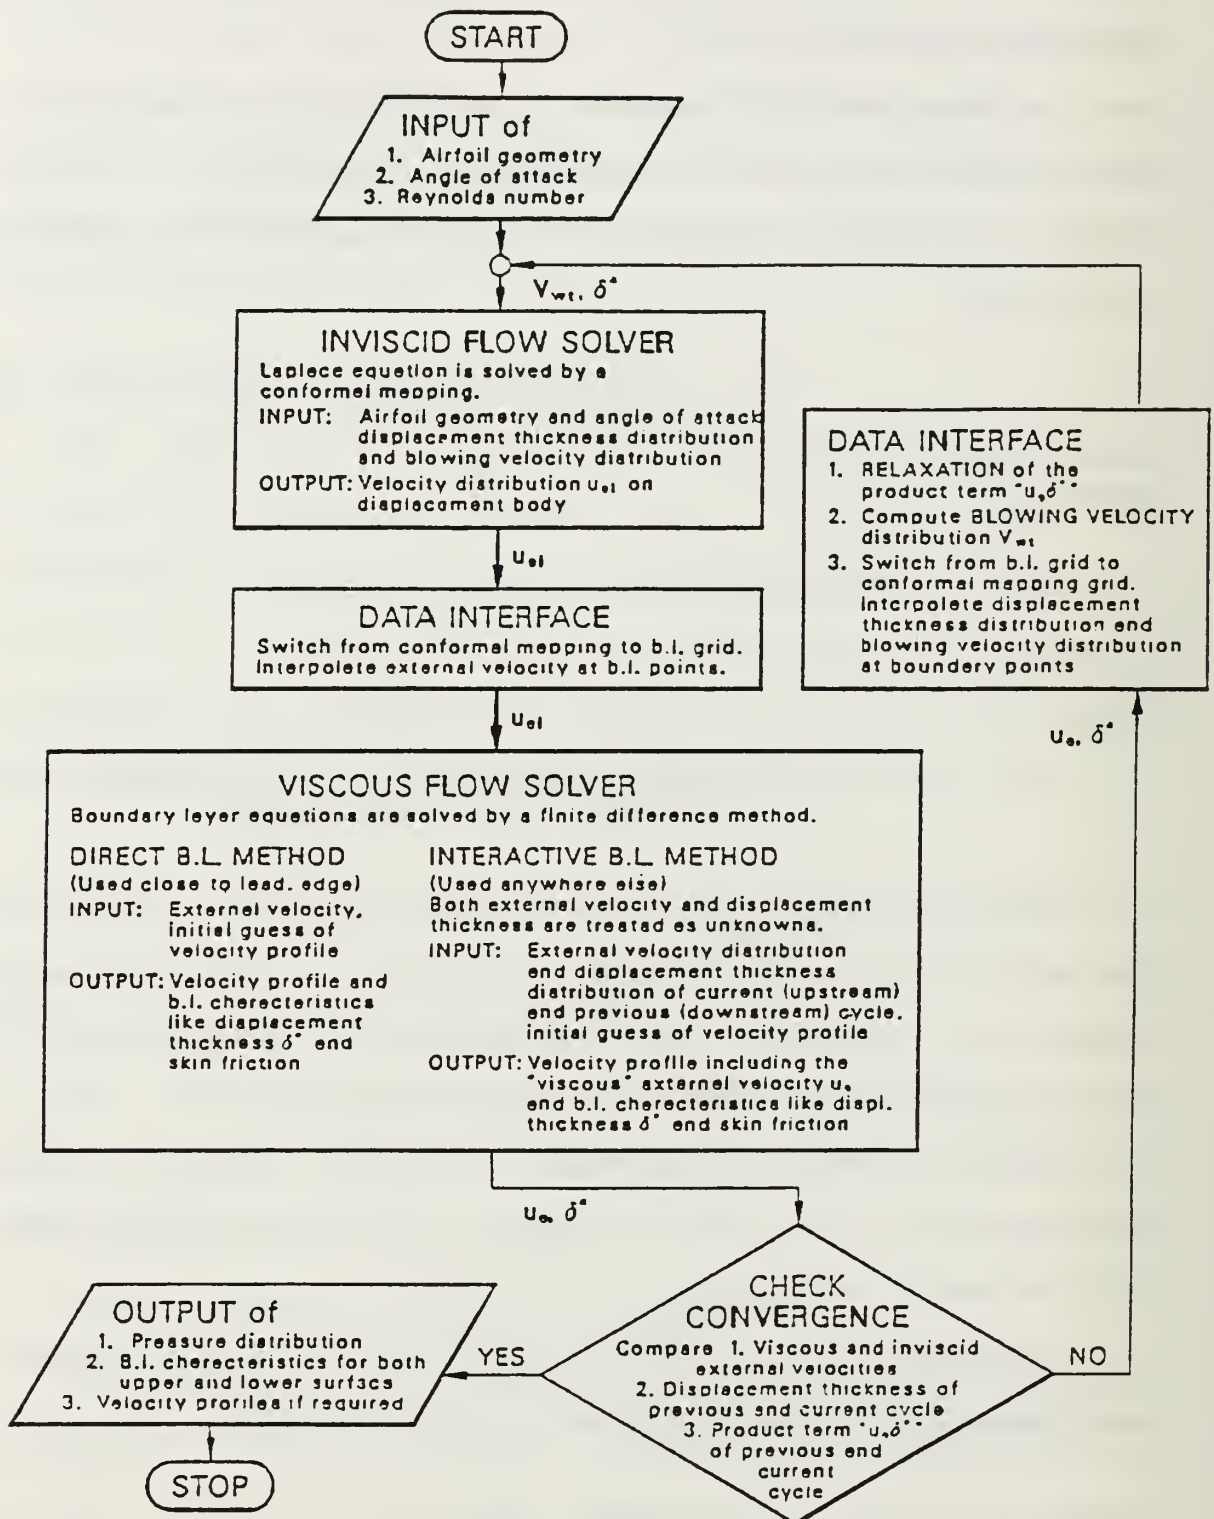 START
INPUT of
1. Airfoil geometry
2. Angle of attack
3. Reynolds number
V_wt, δ*
INVISCID FLOW SOLVER
Laplace equation is solved by a
conformal mapping.
INPUT: Airfoil geometry and angle of attack
displacement thickness distribution
and blowing velocity distribution
OUTPUT: Velocity distribution u_ei on
displacement body
u_ei
DATA INTERFACE
Switch from conformal mapping to b.l. grid.
Interpolate external velocity at b.l. points.
u_ei
VISCOUS FLOW SOLVER
Boundary layer equations are solved by a finite difference method.
DIRECT B.L. METHOD
(Used close to lead. edge)
INPUT: External velocity,
initial guess of
velocity profile
OUTPUT: Velocity profile and
b.l. characteristics
like displacement
thickness δ* and
skin friction
INTERACTIVE B.L. METHOD
(Used anywhere else)
Both external velocity and displacement
thickness are treated as unknowns.
INPUT: External velocity distribution
and displacement thickness
distribution of current (upstream)
and previous (downstream) cycle,
initial guess of velocity profile
OUTPUT: Velocity profile including the
"viscous" external velocity u_e
and b.l. characteristics like displ.
thickness δ* and skin friction
u_e, δ*
CHECK
CONVERGENCE
Compare 1. Viscous and inviscid
external velocities
2. Displacement thickness of
previous and current cycle
3. Product term "u_eδ*"
of previous and
current
cycle
NO
u_e, δ*
DATA INTERFACE
1. RELAXATION of the
product term "u_eδ*"
2. Compute BLOWING VELOCITY
distribution V_wt
3. Switch from b.l. grid to
conformal mapping grid.
Interpolate displacement
thickness distribution and
blowing velocity distribution
at boundary points
YES
OUTPUT of
1. Pressure distribution
2. B.l. characteristics for both
upper and lower surface
3. Velocity profiles if required
STOP